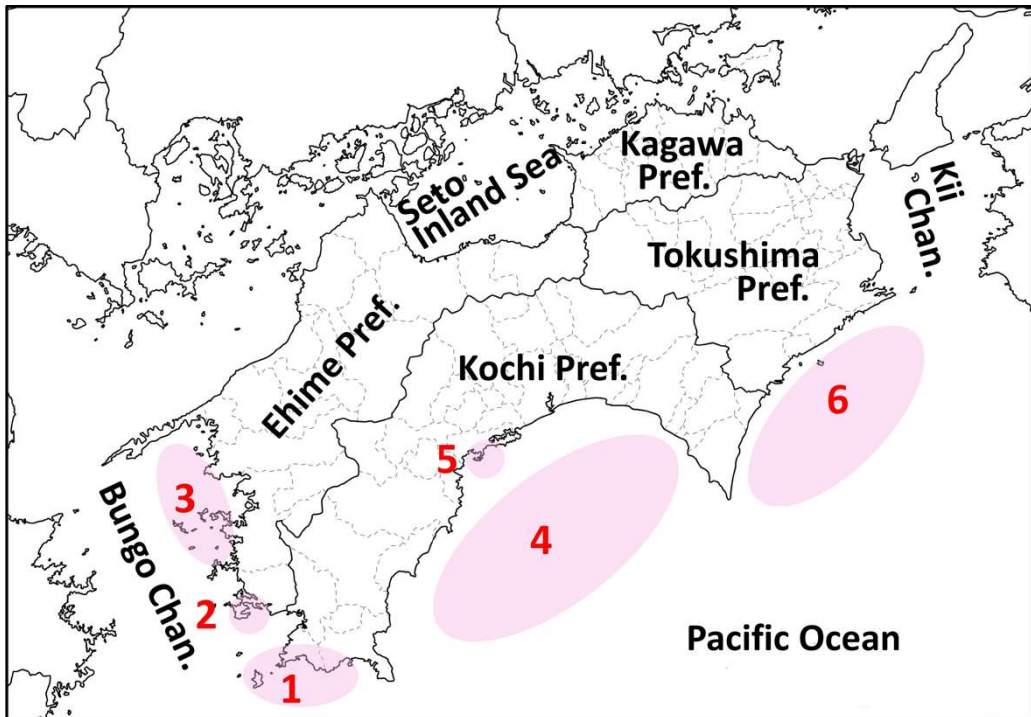 Kagawa
Pref.
Seto
Inland Sea
Kii
Chan.
Tokushima
Pref.
Ehime Pref.
Kochi Pref.
6
5
3
4
Bungo Chan.
2
Pacific Ocean
1